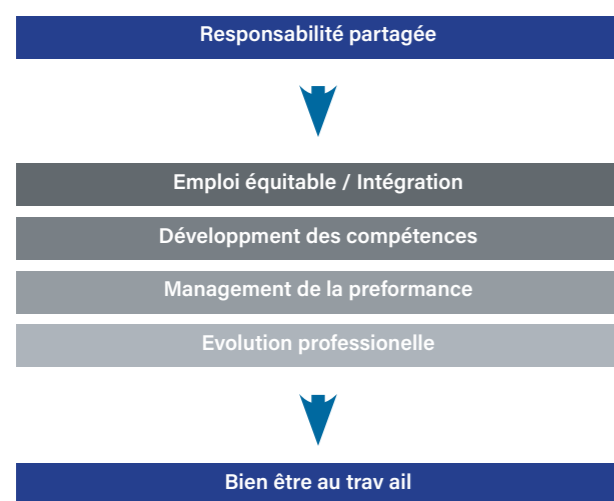 Responsabilité partagée
Emploi équitable / Intégration
Développment des compétences
Management de la preformance
Evolution professionelle
Bien être au trav ail